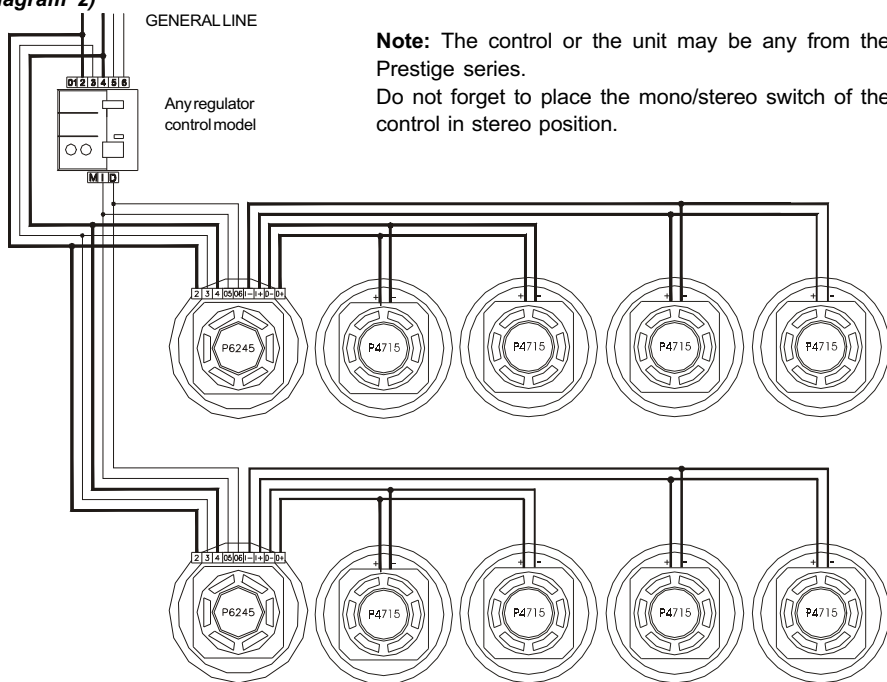 agram 2)
GENERAL LINE
Note: The control or the unit may be any from the
Prestige series.
Do not forget to place the mono/stereo switch of the
control in stereo position.
01 2 3 4 5 6
Any regulator
control model
M I D
2 3 4 05 06 I- I+ D- D+
+ - + - + - + -
P6245 P4715 P4715 P4715 P4715
2 3 4 05 06 I- I+ D- D+
+ - + - + - + -
P6245 P4715 P4715 P4715 P4715